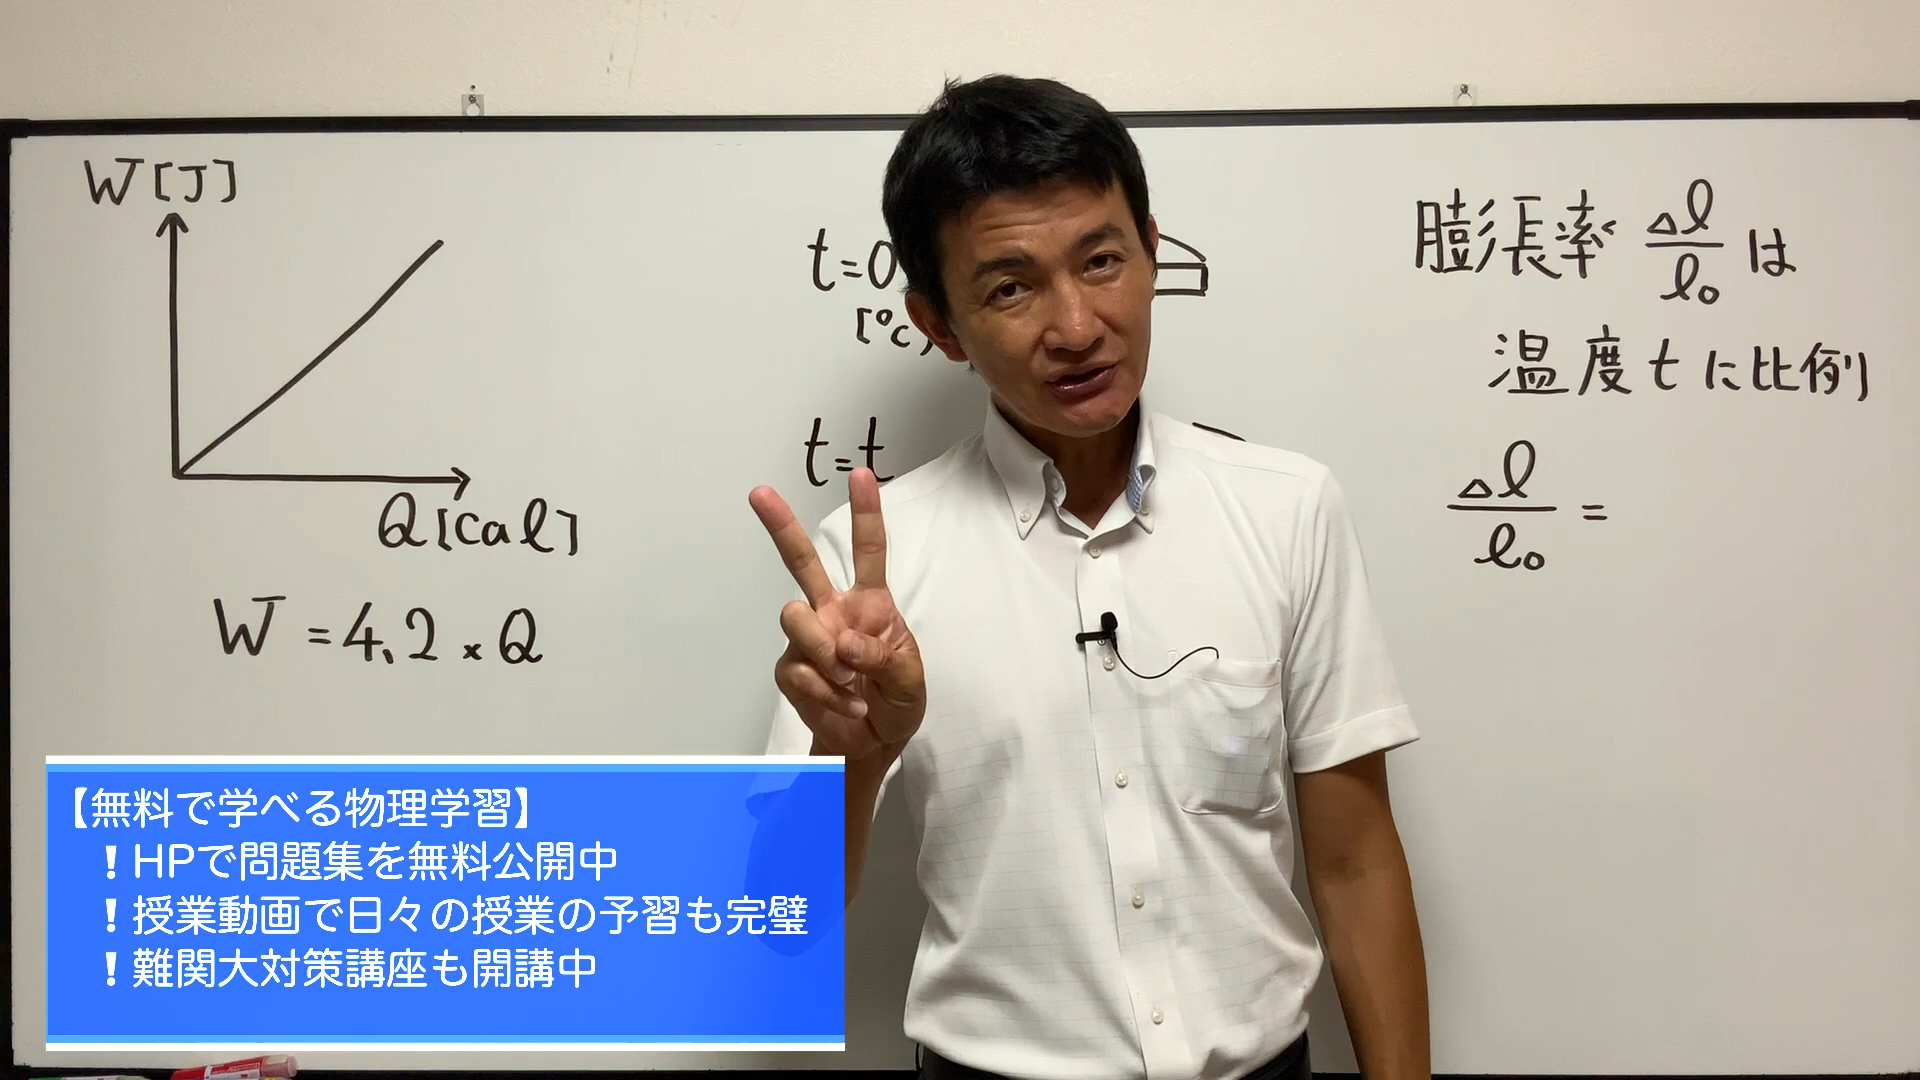 W[J]
Q[cal]
W=4.2×Q
t=0
[℃]
t=t
膨張率 Δl/l₀ は
温度 t に比例
Δl/l₀ =
【無料で学べる物理学習】
！HPで問題集を無料公開中
！授業動画で日々の授業の予習も完璧
！難関大対策講座も開講中